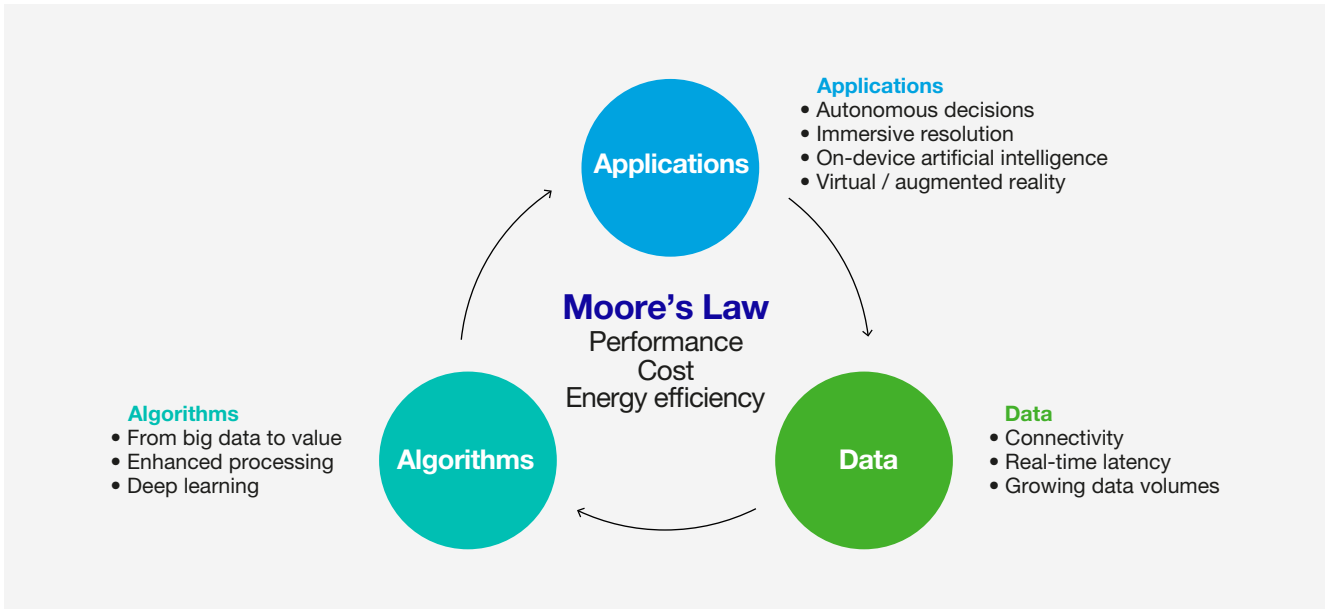 Applications
• Autonomous decisions
• Immersive resolution
• On-device artificial intelligence
• Virtual / augmented reality
Applications
Moore's Law
Performance
Cost
Energy efficiency
Algorithms
• From big data to value
• Enhanced processing
• Deep learning
Algorithms
Data
Data
• Connectivity
• Real-time latency
• Growing data volumes